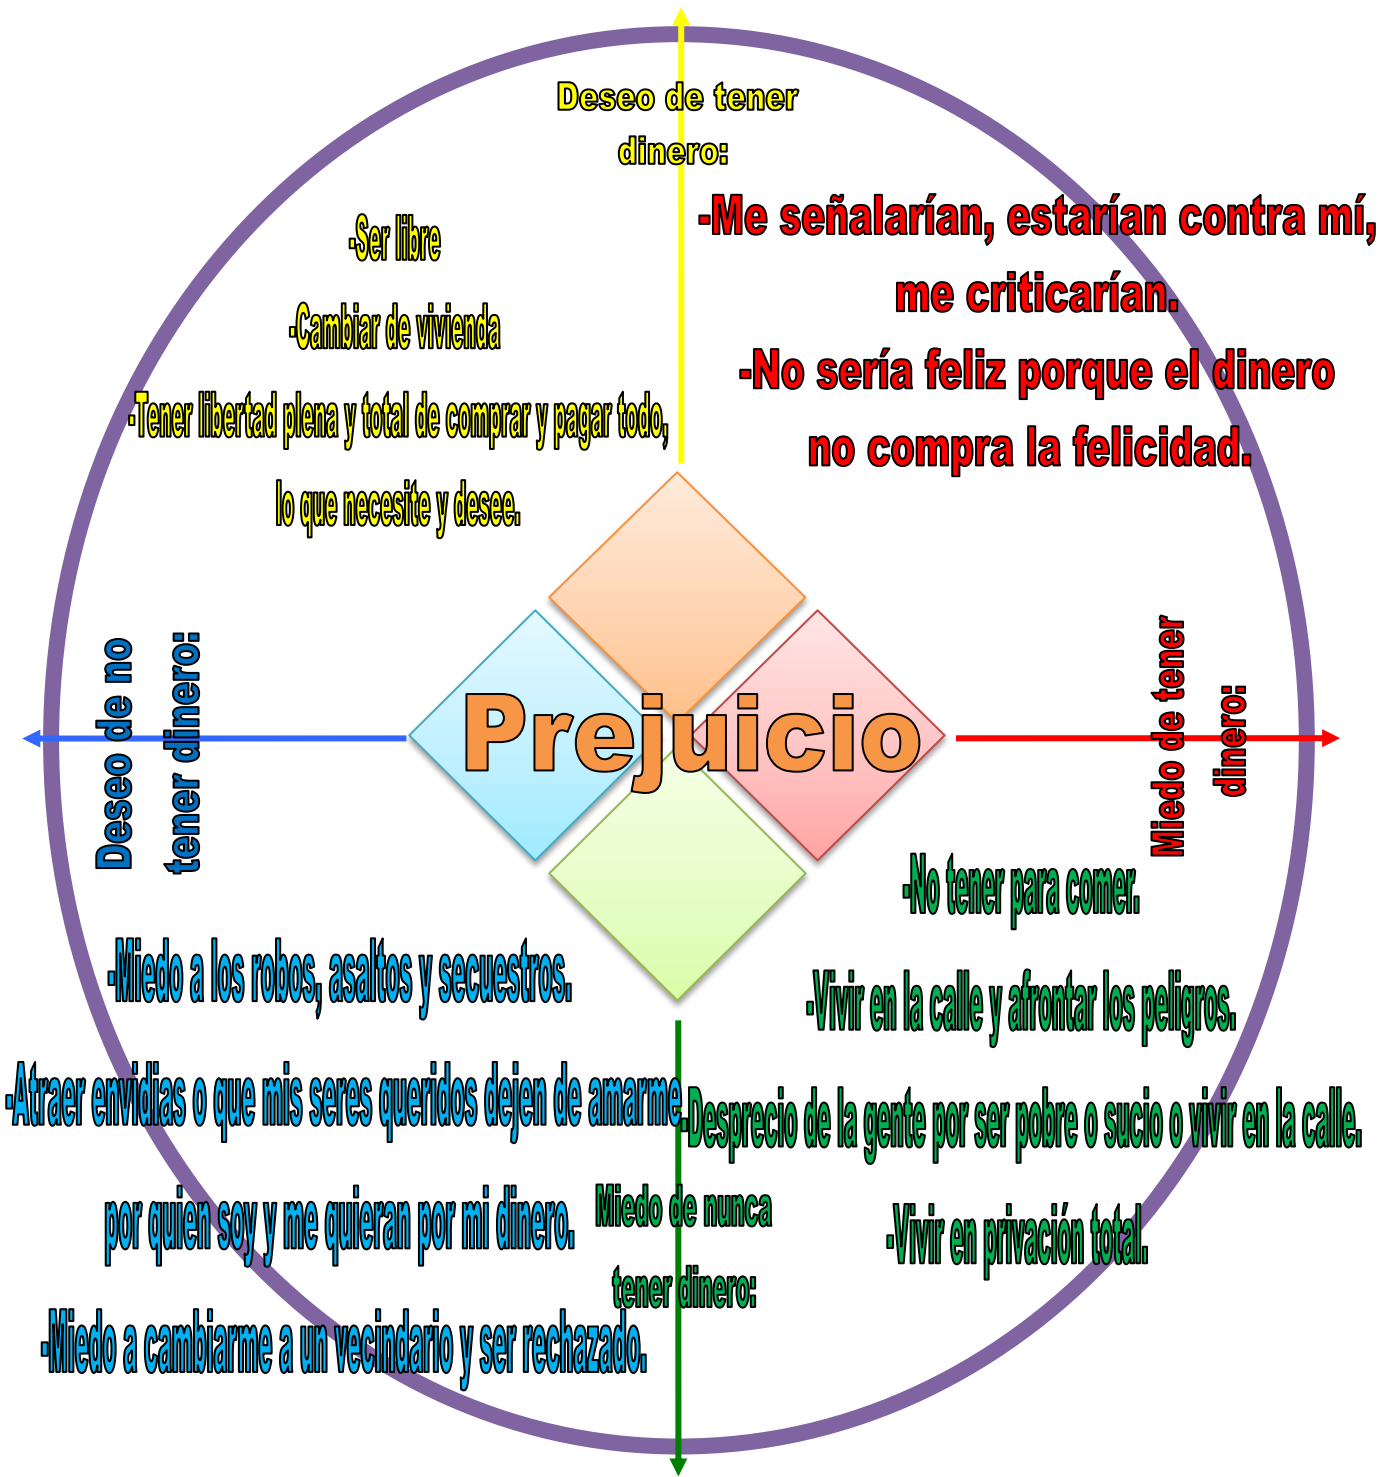 Deseo de tener
dinero:
-Ser libre
-Cambiar de vivienda
-Tener libertad plena y total de comprar y pagar todo,
lo que necesite y desee.
-Me señalarían, estarían contra mí,
me criticarían.
-No sería feliz porque el dinero
no compra la felicidad.
Deseo de no
tener dinero:
Prejuicio
Miedo de tener
dinero:
-Miedo a los robos, asaltos y secuestros.
-Atraer envidias o que mis seres queridos dejen de amarme
por quien soy y me quieran por mi dinero.
-Miedo a cambiarme a un vecindario y ser rechazado.
-No tener para comer.
-Vivir en la calle y afrontar los peligros.
-Desprecio de la gente por ser pobre o sucio o vivir en la calle.
-Vivir en privación total.
Miedo de nunca
tener dinero: